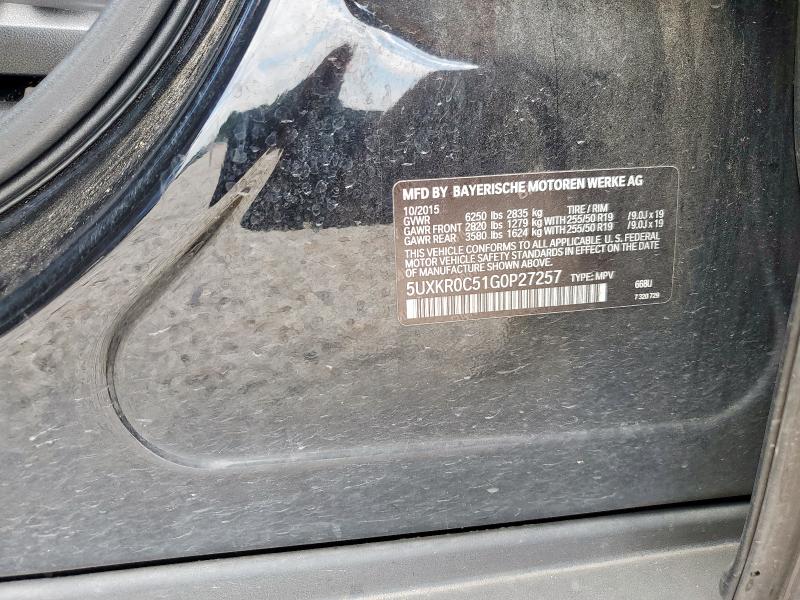 MFD BY BAYERISCHE MOTOREN WERKE AG
10/2015 TIRE / RIM
GVWR 6250 lbs 2835 kg
GAWR FRONT 2820 lbs 1279 kg WITH 255/50 R19 /9.0J x 19
GAWR REAR 3580 lbs 1624 kg WITH 255/50 R19 /9.0J x 19
THIS VEHICLE CONFORMS TO ALL APPLICABLE U.S. FEDERAL
MOTOR VEHICLE SAFETY STANDARDS IN EFFECT ON THE DATE
OF MANUFACTURE SHOWN ABOVE.
5UXKR0C51G0P27257 TYPE: MPV 668U
7 320 729